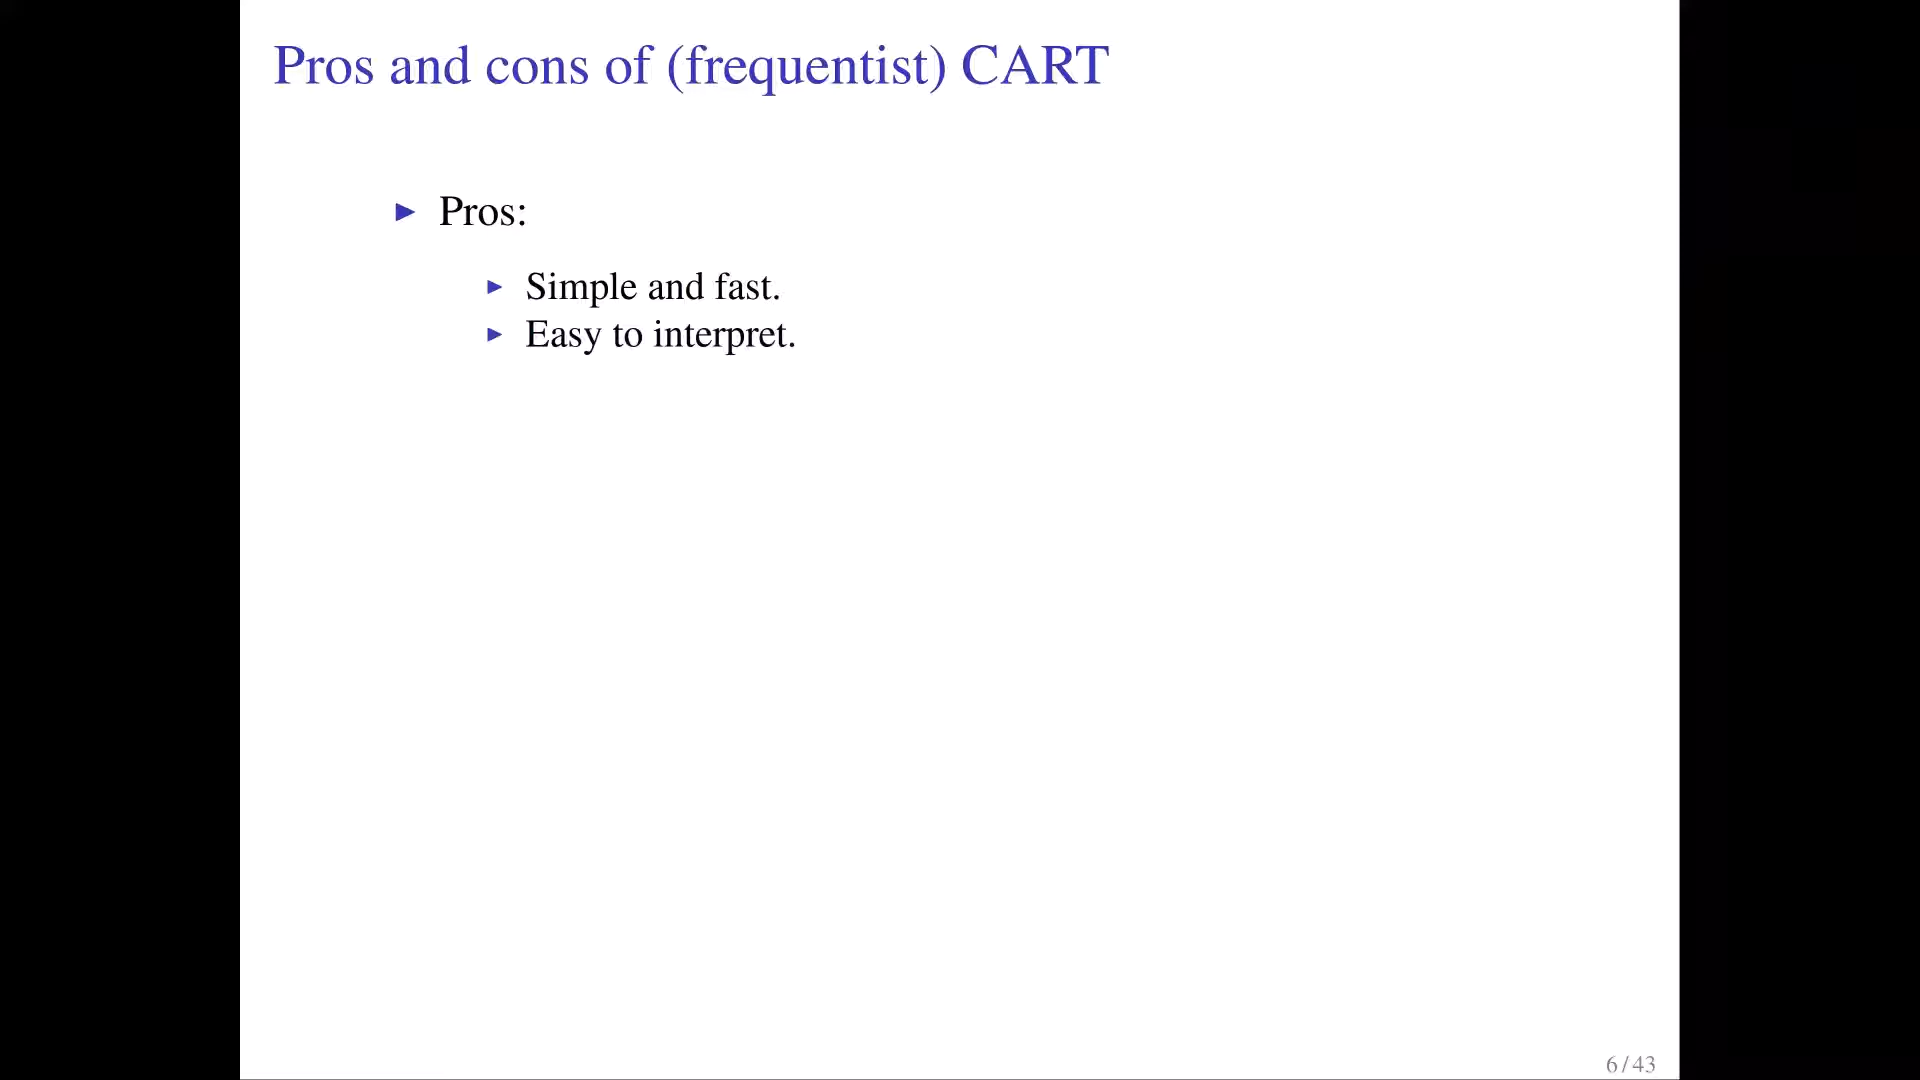 Pros and cons of (frequentist) CART
▶ Pros:
▶ Simple and fast.
▶ Easy to interpret.
6 / 43